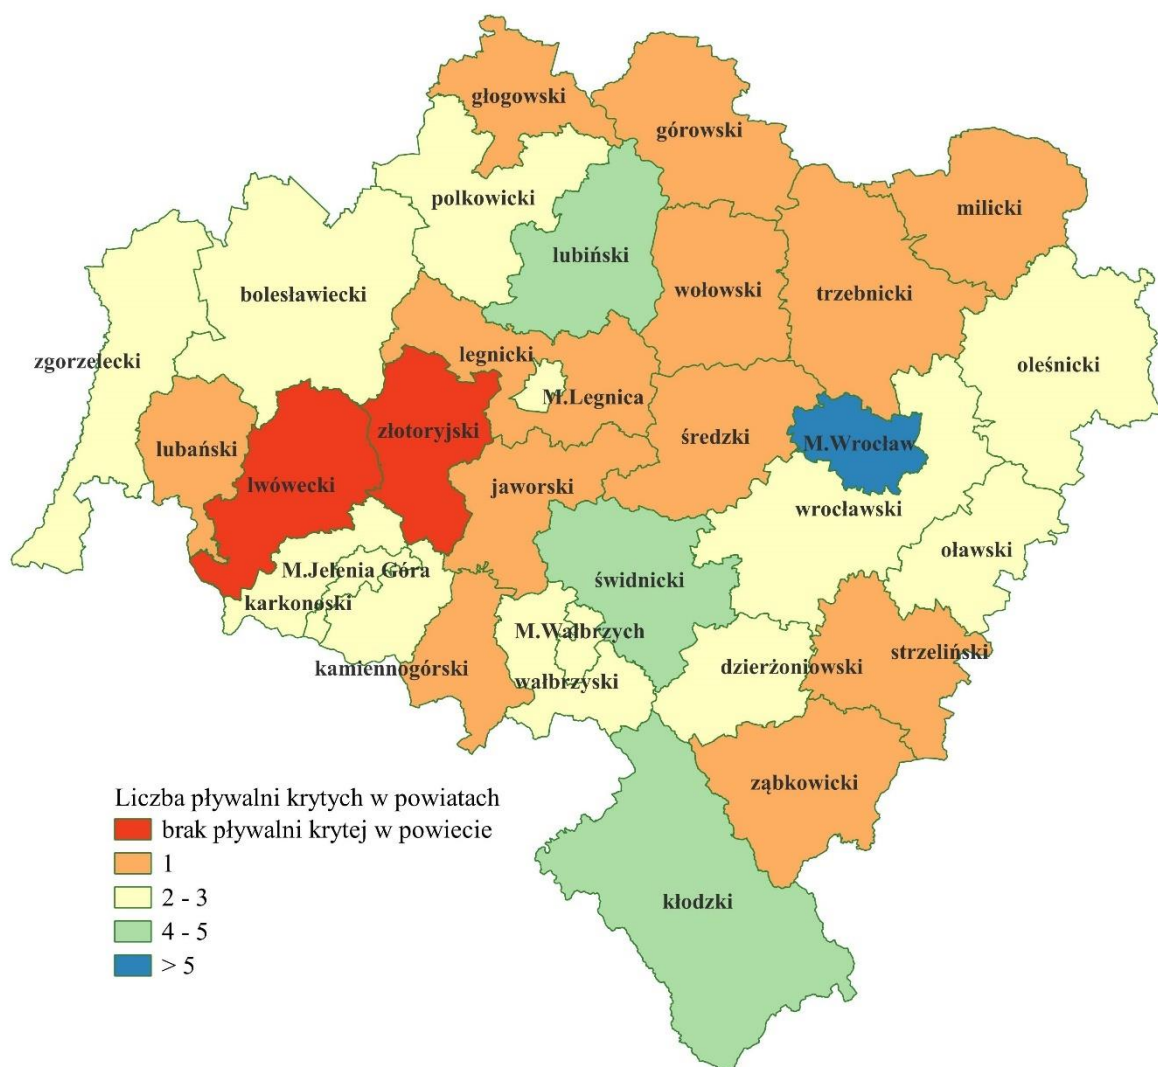 głogowski
górowski
polkowicki
milicki
lubiński
bolesławiecki
wołowski
trzebnicki
zgorzelecki
legnicki
oleśnicki
M.Legnica
złotoryjski
średzki
M.Wrocław
lubański
lwówecki
jaworski
wrocławski
oławski
M.Jelenia Góra
świdnicki
karkonoski
M.Wałbrzych
strzeliński
kamiennogórski
dzierżoniowski
wałbrzyski
ząbkowicki
kłodzki
Liczba pływalni krytych w powiatach
brak pływalni krytej w powiecie
1
2 - 3
4 - 5
> 5